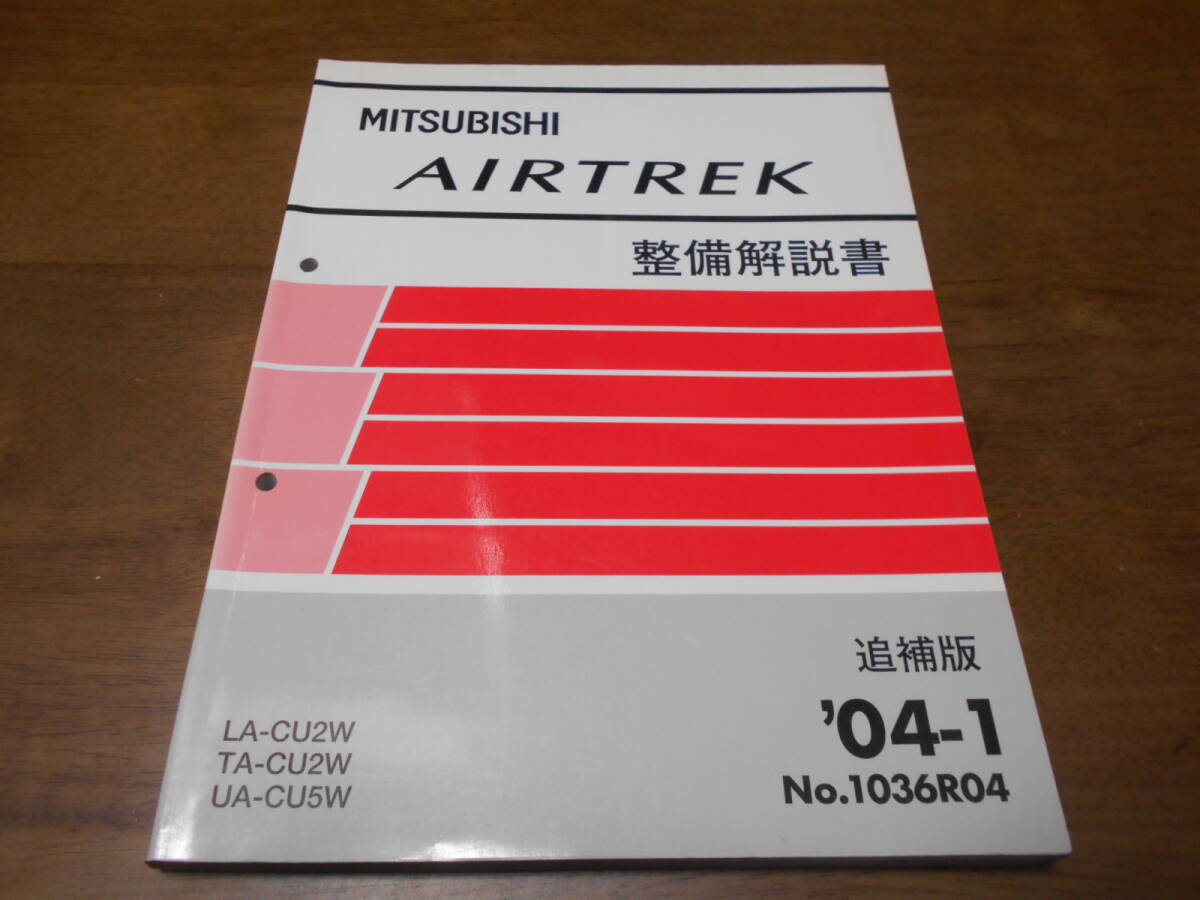 MITSUBISHI
AIRTREK
整備解説書
追補版
'04-1
No.1036R04
LA-CU2W
TA-CU2W
UA-CU5W